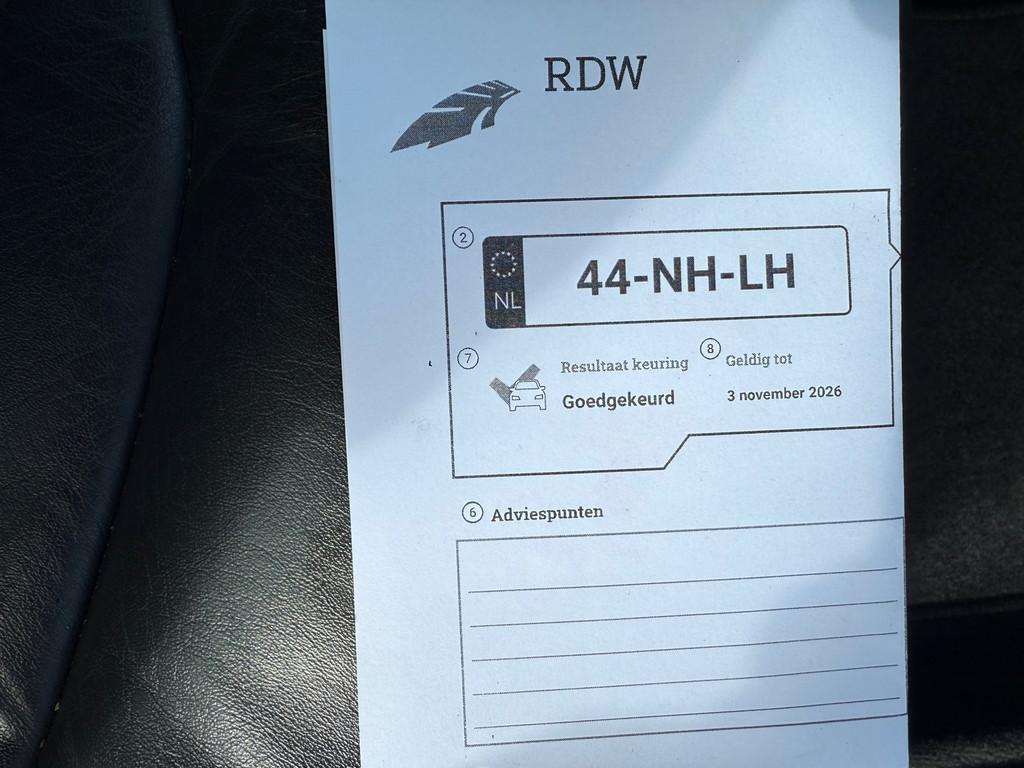 RDW
2
NL
44-NH-LH
7
Resultaat keuring
8
Geldig tot
Goedgekeurd
3 november 2026
6 Adviespunten